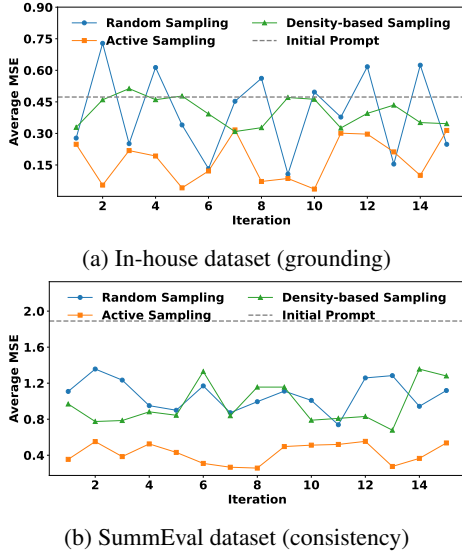 0.90
0.75
0.60
0.45
0.30
0.15
Average MSE
Random Sampling
Active Sampling
Density-based Sampling
Initial Prompt
2 4 6 8 10 12 14
Iteration
(a) In-house dataset (grounding)
2.0
1.6
1.2
0.8
0.4
Average MSE
Random Sampling
Active Sampling
Density-based Sampling
Initial Prompt
2 4 6 8 10 12 14
Iteration
(b) SummEval dataset (consistency)